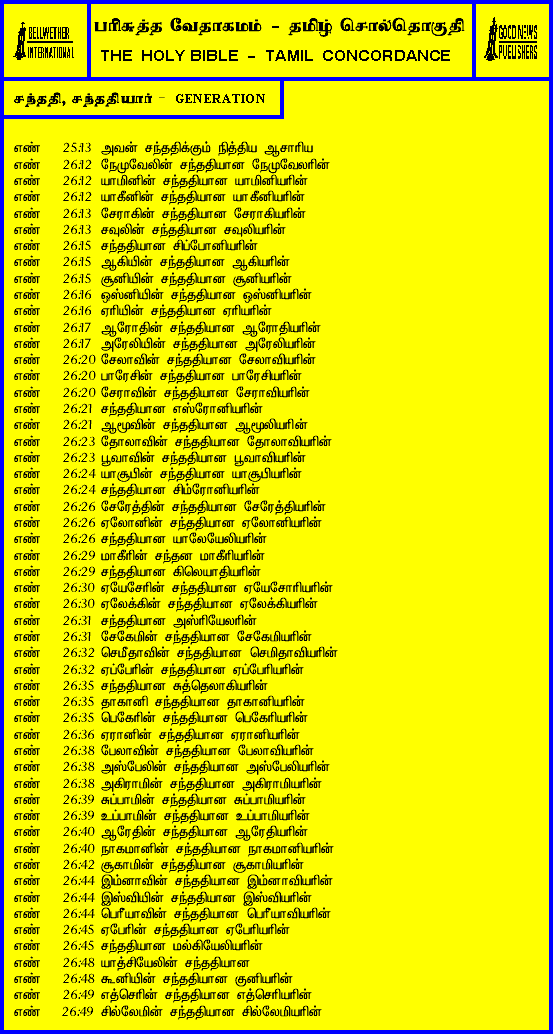 BELLWETHER
INTERNATIONAL
பரிசுத்த வேதாகமம் - தமிழ் சொல்தொகுதி
THE HOLY BIBLE - TAMIL CONCORDANCE
GOOD NEWS
PUBLISHERS
சந்ததி, சந்ததியார் - GENERATION
எண் 25:13 அவன் சந்ததிக்கும் நித்திய ஆசாரிய
எண் 26:12 நேமுவேலின் சந்ததியான நேமுவேலரின்
எண் 26:12 யாமினின் சந்ததியான யாமினியரின்
எண் 26:12 யாகீனின் சந்ததியான யாகீனியரின்
எண் 26:13 சேராகின் சந்ததியான சேராகியரின்
எண் 26:13 சவுலின் சந்ததியான சவுலியரின்
எண் 26:15 சந்ததியான சிப்போனியரின்
எண் 26:15 ஆகியின் சந்ததியான ஆகியரின்
எண் 26:15 சூனியின் சந்ததியான சூனியரின்
எண் 26:16 ஒஸ்னியின் சந்ததியான ஒஸ்னியரின்
எண் 26:16 ஏரியின் சந்ததியான ஏரியரின்
எண் 26:17 ஆரோதின் சந்ததியான ஆரோதியரின்
எண் 26:17 அரேலியின் சந்ததியான அரேலியரின்
எண் 26:20 சேலாவின் சந்ததியான சேலாவியரின்
எண் 26:20 பாரேசின் சந்ததியான பாரேசியரின்
எண் 26:20 சேராவின் சந்ததியான சேராவியரின்
எண் 26:21 சந்ததியான எஸ்ரோனியரின்
எண் 26:21 ஆமூவின் சந்ததியான ஆமூலியரின்
எண் 26:23 தோலாவின் சந்ததியான தோலாவியரின்
எண் 26:23 பூவாவின் சந்ததியான பூவாவியரின்
எண் 26:24 யாசூபின் சந்ததியான யாசூபியரின்
எண் 26:24 சந்ததியான சிம்ரோனியரின்
எண் 26:26 சேரேத்தின் சந்ததியான சேரேத்தியரின்
எண் 26:26 ஏலோனின் சந்ததியான ஏலோனியரின்
எண் 26:26 சந்ததியான யாலேயேலியரின்
எண் 26:29 மாகீரின் சந்தன மாகீரியரின்
எண் 26:29 சந்ததியான கிலெயாதியரின்
எண் 26:30 ஏயேசேரின் சந்ததியான ஏயேசோரியரின்
எண் 26:30 ஏலேக்கின் சந்ததியான ஏலேக்கியரின்
எண் 26:31 சந்ததியான அஸ்ரியேலரின்
எண் 26:31 சேகேமின் சந்ததியான சேகேமியரின்
எண் 26:32 செமீதாவின் சந்ததியான செமிதாவியரின்
எண் 26:32 ஏப்பேரின் சந்ததியான ஏப்பேரியரின்
எண் 26:35 சந்ததியான சுத்தெலாகியரின்
எண் 26:35 தாகானி சந்ததியான தாகானியரின்
எண் 26:35 பெகேரின் சந்ததியான பெகேரியரின்
எண் 26:36 ஏரானின் சந்ததியான ஏரானியரின்
எண் 26:38 பேலாவின் சந்ததியான பேலாவியரின்
எண் 26:38 அஸ்பேலின் சந்ததியான அஸ்பேலியரின்
எண் 26:38 அகிராமின் சந்ததியான அகிராமியரின்
எண் 26:39 சுப்பாமின் சந்ததியான சுப்பாமியரின்
எண் 26:39 உப்பாமின் சந்ததியான உப்பாமியரின்
எண் 26:40 ஆரேதின் சந்ததியான ஆரேதியரின்
எண் 26:40 நாகமானின் சந்ததியான நாகமானியரின்
எண் 26:42 சூகாமின் சந்ததியான சூகாமியரின்
எண் 26:44 இம்னாவின் சந்ததியான இம்னாவியரின்
எண் 26:44 இஸ்வியின் சந்ததியான இஸ்வியரின்
எண் 26:44 பெரீயாவின் சந்ததியான பெரீயாவியரின்
எண் 26:45 ஏபேரின் சந்ததியான ஏபேரியரின்
எண் 26:45 சந்ததியான மல்கியேலியரின்
எண் 26:48 யாத்சியேலின் சந்ததியான
எண் 26:48 கூனியின் சந்ததியான குனியரின்
எண் 26:49 எத்செரின் சந்ததியான எத்செரியரின்
எண் 26:49 சில்லேமின் சந்ததியான சில்லேமியரின்